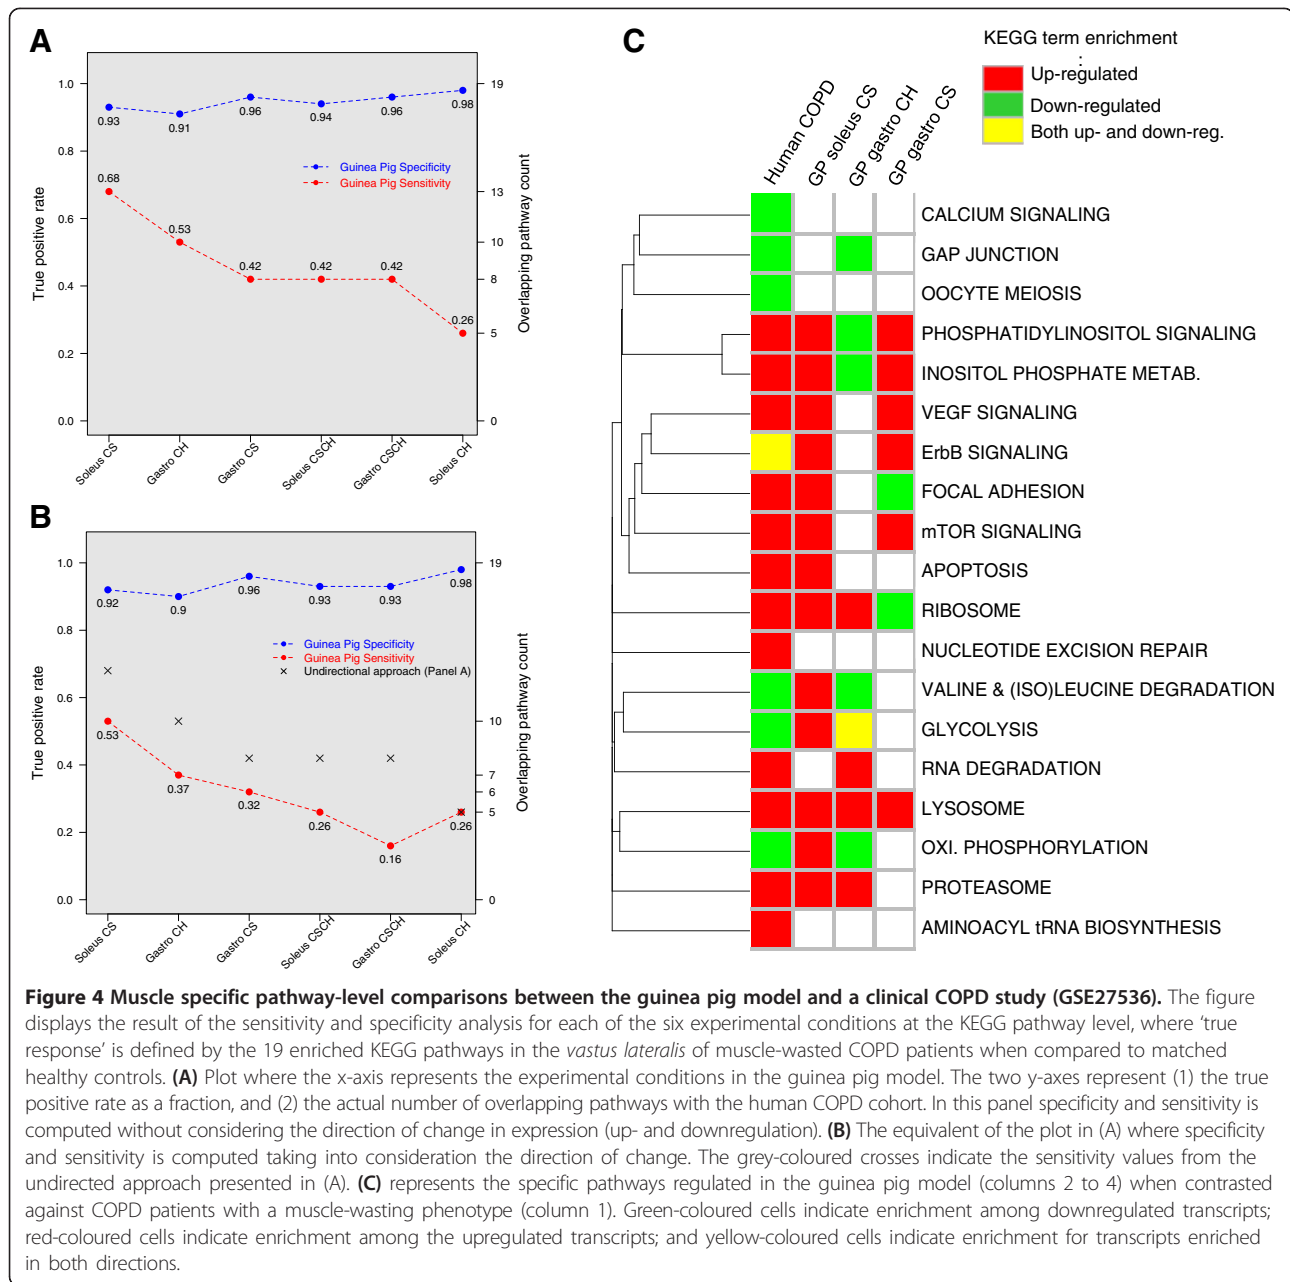 A
1.0
0.8
0.6
0.4
0.2
0.0
True positive rate
19
13
10
8
5
0
Overlapping pathway count
0.93
0.91
0.96
0.94
0.96
0.98
Guinea Pig Specificity
Guinea Pig Sensitivity
0.68
0.53
0.42
0.42
0.42
0.26
Soleus CS
Gastro CH
Gastro CS
Soleus CSCH
Gastro CSCH
Soleus CH
B
1.0
0.8
0.6
0.4
0.2
0.0
True positive rate
19
10
7
6
5
0
Overlapping pathway count
0.92
0.9
0.96
0.93
0.93
0.98
Guinea Pig Specificity
Guinea Pig Sensitivity
Undirectional approach (Panel A)
0.53
0.37
0.32
0.26
0.16
0.26
Soleus CS
Gastro CH
Gastro CS
Soleus CSCH
Gastro CSCH
Soleus CH
C
KEGG term enrichment
:
Up-regulated
Down-regulated
Both up- and down-reg.
Human COPD
GP soleus CS
GP gastro CH
GP gastro CS
CALCIUM SIGNALING
GAP JUNCTION
OOCYTE MEIOSIS
PHOSPHATIDYLINOSITOL SIGNALING
INOSITOL PHOSPHATE METAB.
VEGF SIGNALING
ErbB SIGNALING
FOCAL ADHESION
mTOR SIGNALING
APOPTOSIS
RIBOSOME
NUCLEOTIDE EXCISION REPAIR
VALINE & (ISO)LEUCINE DEGRADATION
GLYCOLYSIS
RNA DEGRADATION
LYSOSOME
OXI. PHOSPHORYLATION
PROTEASOME
AMINOACYL tRNA BIOSYNTHESIS
Figure 4 Muscle specific pathway-level comparisons between the guinea pig model and a clinical COPD study (GSE27536). The figure
displays the result of the sensitivity and specificity analysis for each of the six experimental conditions at the KEGG pathway level, where ‘true
response’ is defined by the 19 enriched KEGG pathways in the vastus lateralis of muscle-wasted COPD patients when compared to matched
healthy controls. (A) Plot where the x-axis represents the experimental conditions in the guinea pig model. The two y-axes represent (1) the true
positive rate as a fraction, and (2) the actual number of overlapping pathways with the human COPD cohort. In this panel specificity and sensitivity is
computed without considering the direction of change in expression (up- and downregulation). (B) The equivalent of the plot in (A) where specificity
and sensitivity is computed taking into consideration the direction of change. The grey-coloured crosses indicate the sensitivity values from the
undirected approach presented in (A). (C) represents the specific pathways regulated in the guinea pig model (columns 2 to 4) when contrasted
against COPD patients with a muscle-wasting phenotype (column 1). Green-coloured cells indicate enrichment among downregulated transcripts;
red-coloured cells indicate enrichment among the upregulated transcripts; and yellow-coloured cells indicate enrichment for transcripts enriched
in both directions.